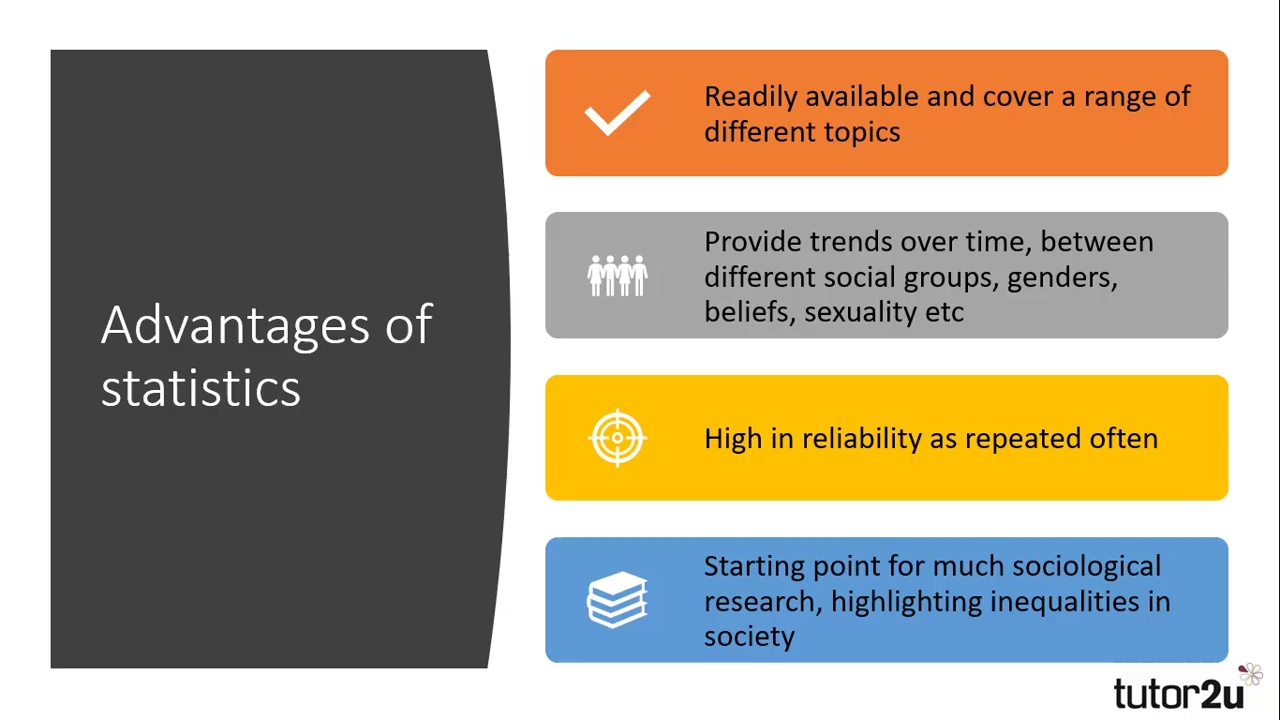 Advantages of
statistics
Readily available and cover a range of
different topics
Provide trends over time, between
different social groups, genders,
beliefs, sexuality etc
High in reliability as repeated often
Starting point for much sociological
research, highlighting inequalities in
society
tutor2u